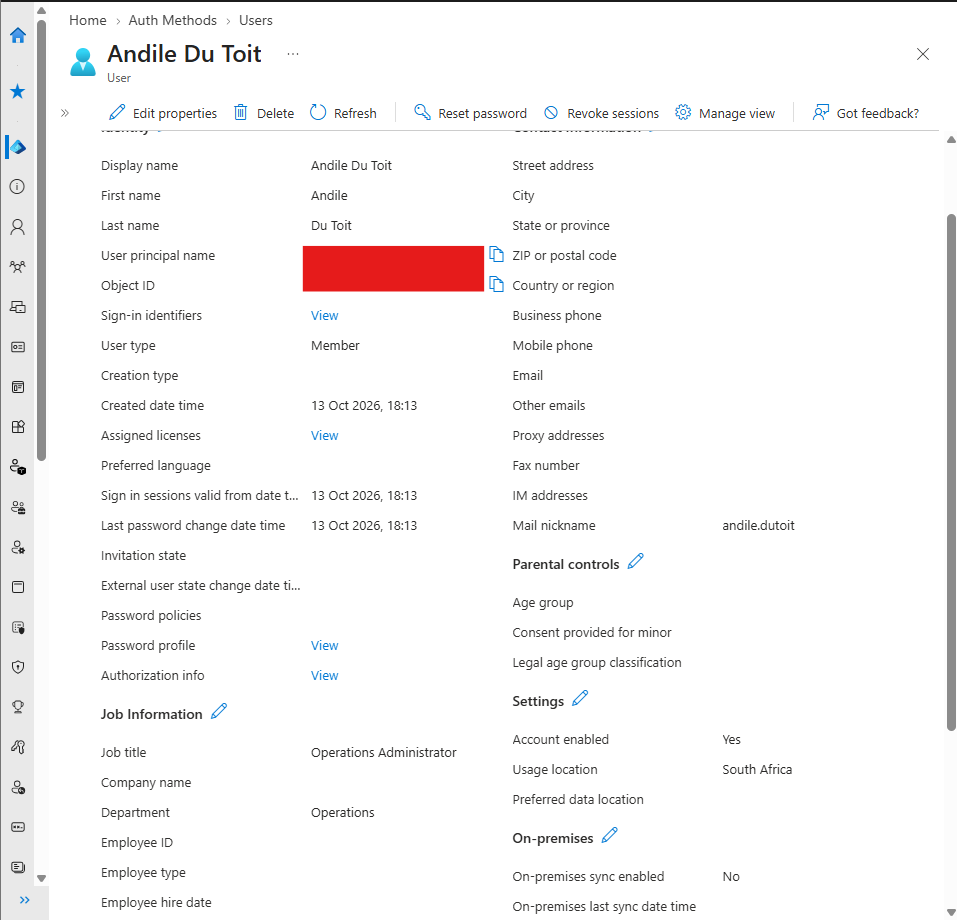 Home › Auth Methods › Users
Andile Du Toit ...
User
Edit properties Delete Refresh Reset password Revoke sessions Manage view Got feedback?
Identity
Display name Andile Du Toit
First name Andile
Last name Du Toit
User principal name
Object ID
Sign-in identifiers View
User type Member
Creation type
Created date time 13 Oct 2026, 18:13
Assigned licenses View
Preferred language
Sign in sessions valid from date t... 13 Oct 2026, 18:13
Last password change date time 13 Oct 2026, 18:13
Invitation state
External user state change date ti...
Password policies
Password profile View
Authorization info View
Job Information
Job title Operations Administrator
Company name
Department Operations
Employee ID
Employee type
Employee hire date
Contact Information
Street address
City
State or province
ZIP or postal code
Country or region
Business phone
Mobile phone
Email
Other emails
Proxy addresses
Fax number
IM addresses
Mail nickname andile.dutoit
Parental controls
Age group
Consent provided for minor
Legal age group classification
Settings
Account enabled Yes
Usage location South Africa
Preferred data location
On-premises
On-premises sync enabled No
On-premises last sync date time